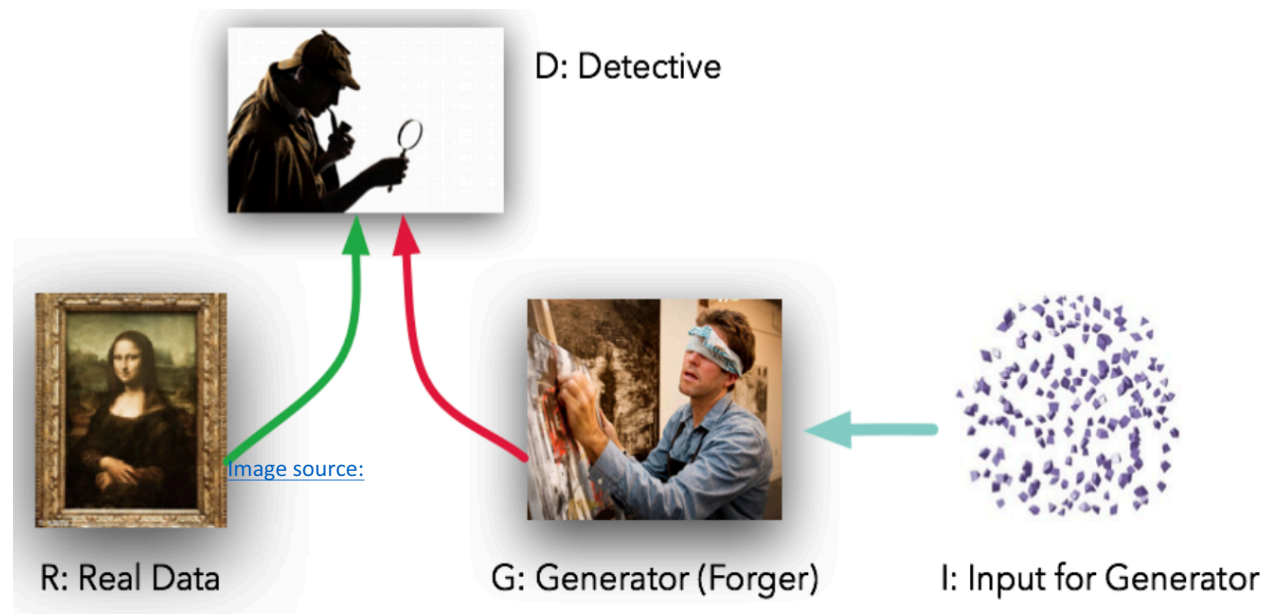 D: Detective
Image source:
R: Real Data
G: Generator (Forger)
I: Input for Generator